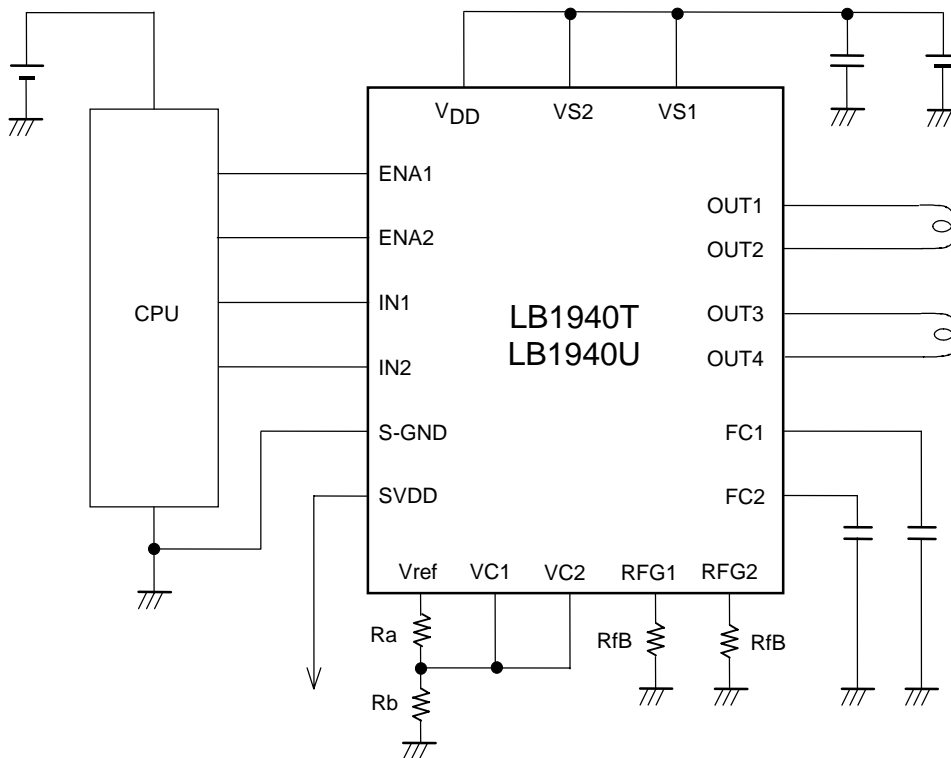 VDD VS2 VS1
ENA1
OUT1
ENA2
OUT2
CPU
IN1
OUT3
LB1940T
LB1940U
IN2
OUT4
S-GND
FC1
SVDD
FC2
Vref VC1 VC2 RFG1 RFG2
Ra
RfB
RfB
Rb